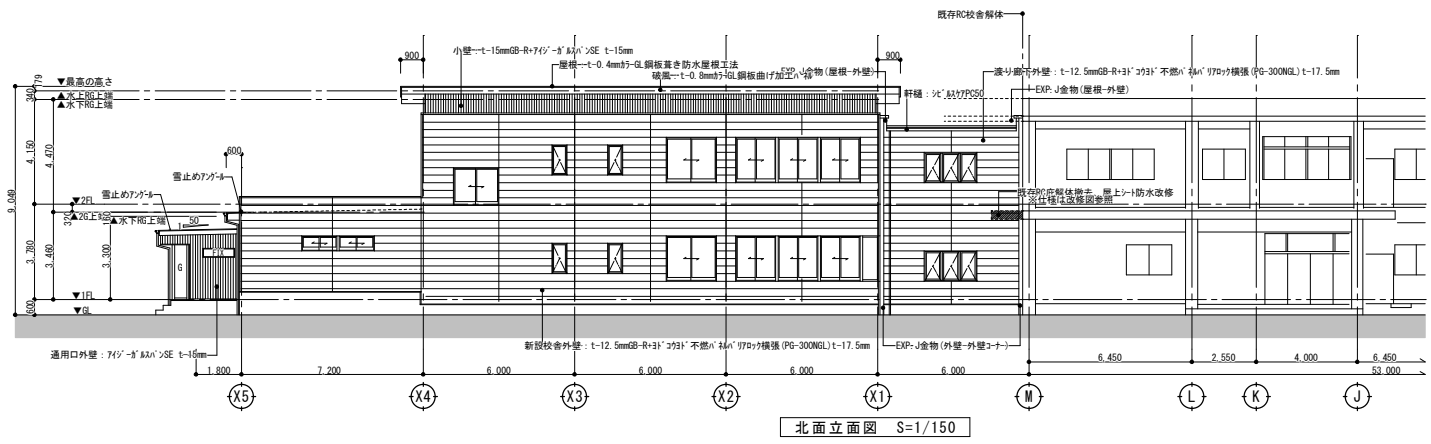 既存RC校舎解体
900
小壁:t-15mmGB-R+ｱｲｼﾞｰｶﾞﾙｽﾊﾟﾝSE t-15mm
900
屋根:t-0.4mmｶﾗｰGL鋼板葺き防水屋根工法
破風:t-0.8mmｶﾗｰGL鋼板曲げ加工
EXP.J金物(屋根-外壁)
渡り廊下外壁:t-12.5mmGB-R+ﾖﾄﾞｺｳﾖﾄﾞ不燃ﾊﾟﾈﾙﾊﾞﾘｱﾛｯｸ横張(PG-300NGL)t-17.5mm
軒樋:ｼﾋﾞﾙｽｹｱPC50
EXP.J金物(屋根-外壁)
179
▼最高の高さ
340
▲水上RG上端
▲水下RG上端
4.150
4.470
600
雪止めｱﾝｸﾞｰﾙ
雪止めｱﾝｸﾞｰﾙ
9.049
▼2FL
320
▲2G上端
160
▲水下RG上端
1
50
既存RC庇解体撤去、屋上ｼｰﾄ防水改修
※仕様は改修図参照
3.780
3.460
3.300
G
FIX
▼1FL
600
▼GL
通用口外壁:ｱｲｼﾞｰｶﾞﾙｽﾊﾟﾝSE t-15mm
新設校舎外壁:t-12.5mmGB-R+ﾖﾄﾞｺｳﾖﾄﾞ不燃ﾊﾟﾈﾙﾊﾞﾘｱﾛｯｸ横張(PG-300NGL)t-17.5mm
EXP.J金物(外壁-外壁ｺｰﾅｰ)
1.800
7.200
6.000
6.000
6.000
6.000
6.450
2.550
4.000
6.450
53.000
X5
X4
X3
X2
X1
M
L
K
J
北面立面図 S=1/150